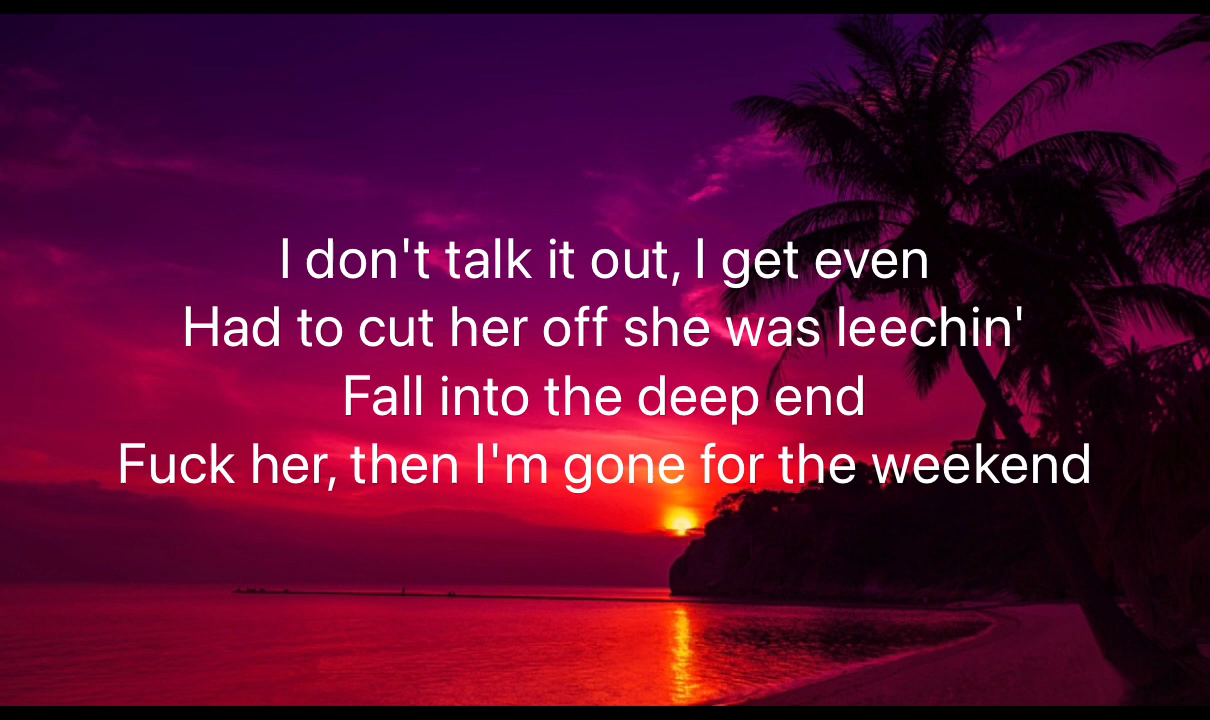 I don't talk it out, I get even
Had to cut her off she was leechin'
Fall into the deep end
Fuck her, then I'm gone for the weekend